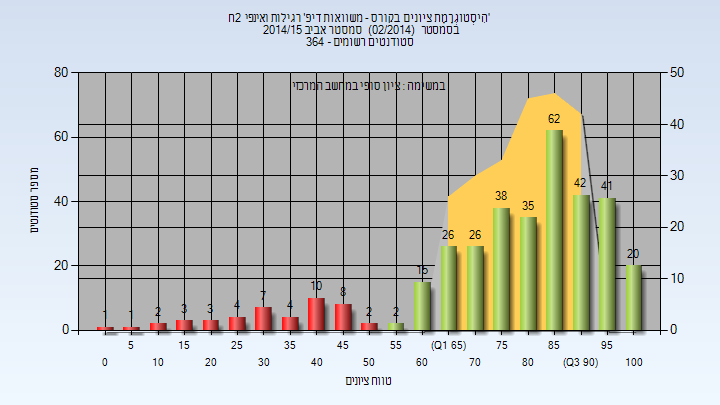 היסטוגרמת ציונים בקורס - משוואות דיפ' רגילות ואינפי 2ח'
בסמסטר (02/2014) סמסטר אביב 2014/15
סטודנטים רשומים - 364
במשימה : ציון סופי במחשב המרכזי
מספר סטודנטים
80
60
40
20
0
50
40
30
20
10
0
1 1 2 3 3 4 7 4 10 8 2 2 15 26 26 38 35 62 42 41 20
5 15 25 35 45 55 (Q1 65) 75 85 95
0 10 20 30 40 50 60 70 80 (Q3 90) 100
טווח ציונים